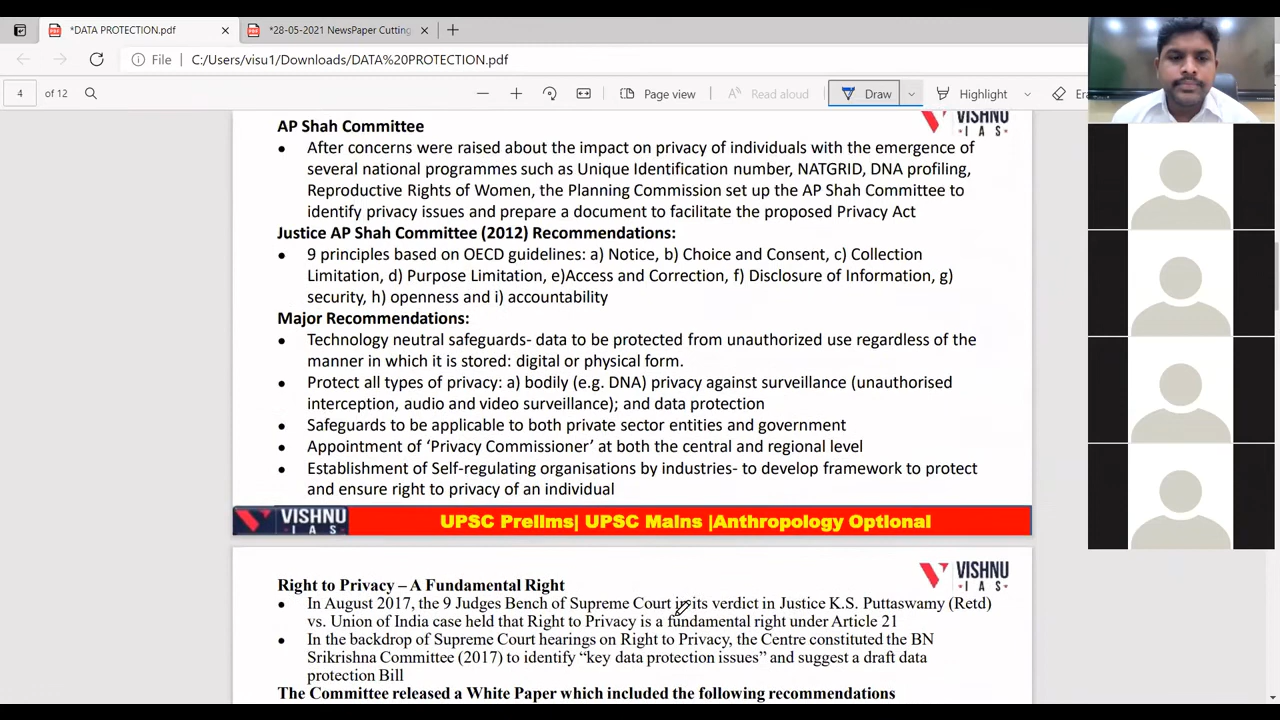 *DATA PROTECTION.pdf
*28-05-2021 NewsPaper Cutting
File
C:/Users/visu1/Downloads/DATA%20PROTECTION.pdf
4 of 12
Page view
Read aloud
Draw
Highlight
Era
VISHNU
IAS
AP Shah Committee
• After concerns were raised about the impact on privacy of individuals with the emergence of
several national programmes such as Unique Identification number, NATGRID, DNA profiling,
Reproductive Rights of Women, the Planning Commission set up the AP Shah Committee to
identify privacy issues and prepare a document to facilitate the proposed Privacy Act
Justice AP Shah Committee (2012) Recommendations:
• 9 principles based on OECD guidelines: a) Notice, b) Choice and Consent, c) Collection
Limitation, d) Purpose Limitation, e)Access and Correction, f) Disclosure of Information, g)
security, h) openness and i) accountability
Major Recommendations:
• Technology neutral safeguards- data to be protected from unauthorized use regardless of the
manner in which it is stored: digital or physical form.
• Protect all types of privacy: a) bodily (e.g. DNA) privacy against surveillance (unauthorised
interception, audio and video surveillance); and data protection
• Safeguards to be applicable to both private sector entities and government
• Appointment of ‘Privacy Commissioner’ at both the central and regional level
• Establishment of Self-regulating organisations by industries- to develop framework to protect
and ensure right to privacy of an individual
VISHNU
IAS
UPSC Prelims| UPSC Mains |Anthropology Optional
VISHNU
IAS
Right to Privacy – A Fundamental Right
• In August 2017, the 9 Judges Bench of Supreme Court in its verdict in Justice K.S. Puttaswamy (Retd)
vs. Union of India case held that Right to Privacy is a fundamental right under Article 21
• In the backdrop of Supreme Court hearings on Right to Privacy, the Centre constituted the BN
Srikrishna Committee (2017) to identify “key data protection issues” and suggest a draft data
protection Bill
The Committee released a White Paper which included the following recommendations